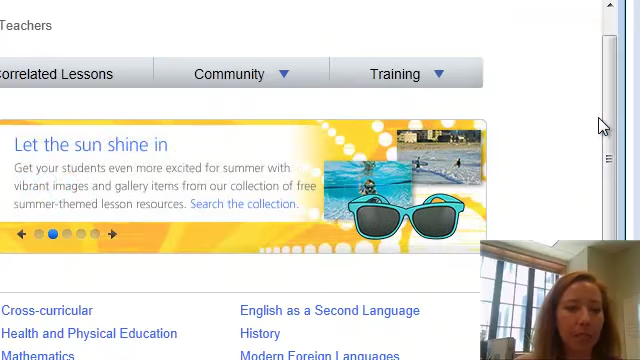 Teachers
Correlated Lessons
Community
Training
Let the sun shine in
Get your students even more excited for summer with
vibrant images and gallery items from our collection of free
summer-themed lesson resources. Search the collection.
Cross-curricular
English as a Second Language
Health and Physical Education
History
Mathematics
Modern Foreign Languages